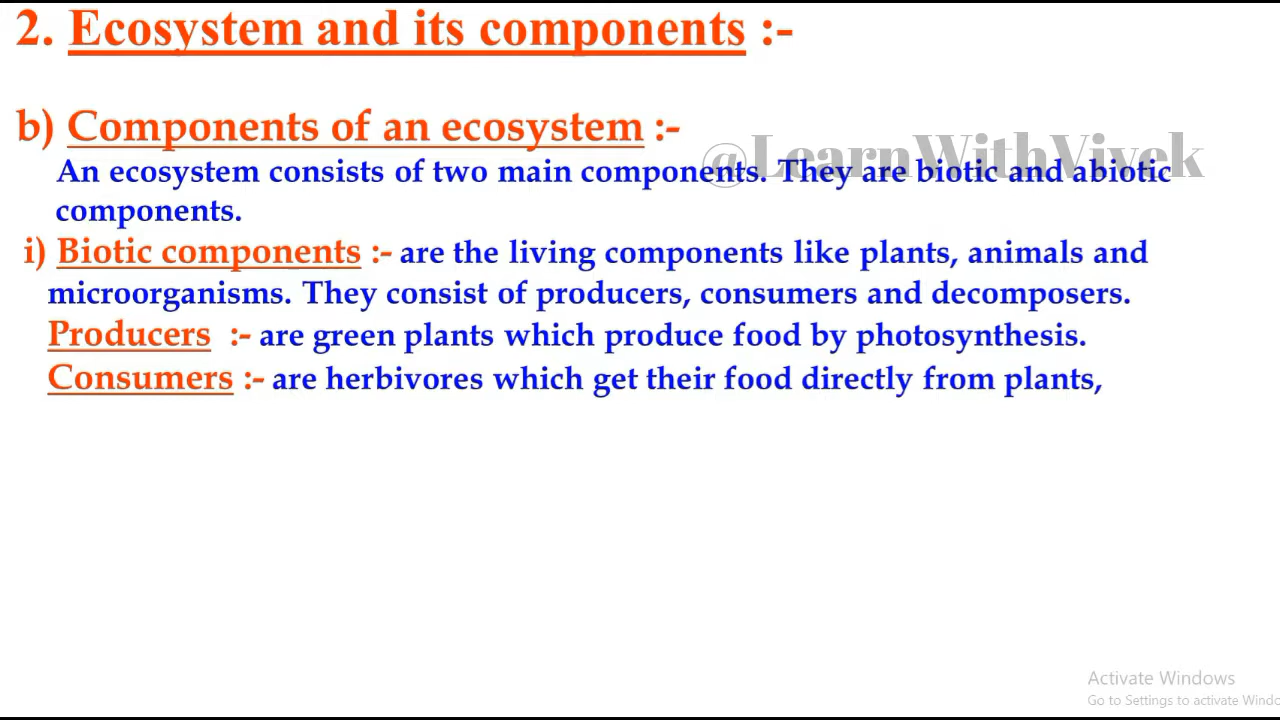 2. Ecosystem and its components :-
b) Components of an ecosystem :-
@LearnWithVivek
An ecosystem consists of two main components. They are biotic and abiotic
components.
i) Biotic components :- are the living components like plants, animals and
microorganisms. They consist of producers, consumers and decomposers.
Producers :- are green plants which produce food by photosynthesis.
Consumers :- are herbivores which get their food directly from plants,
Activate Windows
Go to Settings to activate Windo